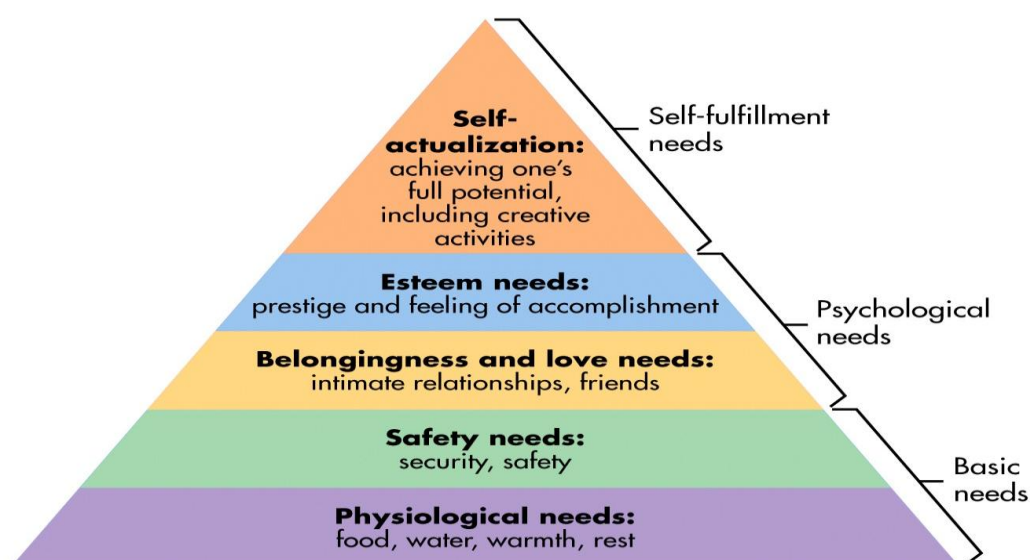 Self-
actualization:
achieving one's
full potential,
including creative
activities
Self-fulfillment
needs
Esteem needs:
prestige and feeling of accomplishment
Psychological
needs
Belongingness and love needs:
intimate relationships, friends
Safety needs:
security, safety
Basic
needs
Physiological needs:
food, water, warmth, rest